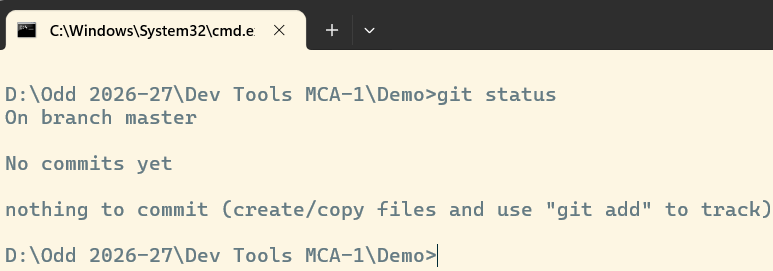 C:\Windows\System32\cmd.e
D:\Odd 2026-27\Dev Tools MCA-1\Demo>git status
On branch master
No commits yet
nothing to commit (create/copy files and use "git add" to track)
D:\Odd 2026-27\Dev Tools MCA-1\Demo>